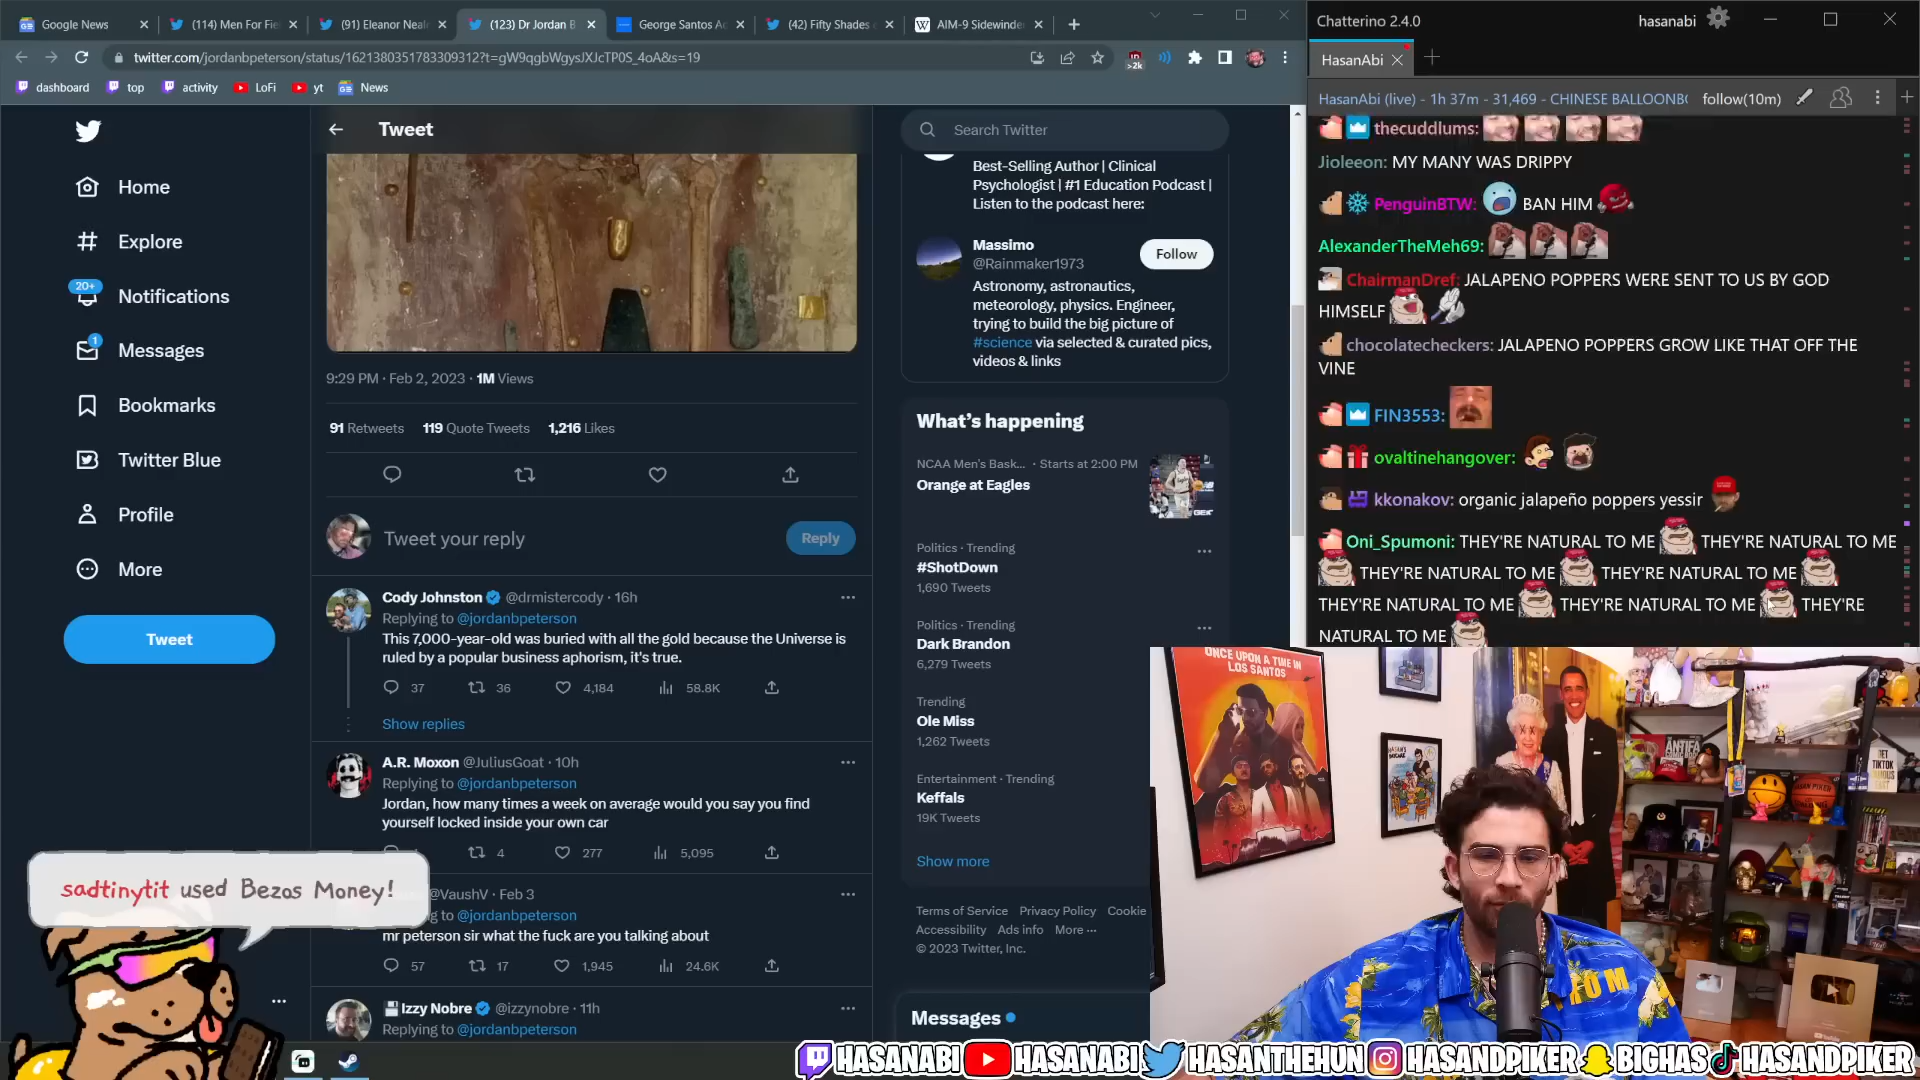 Google News
(114) Men For Fie
(91) Eleanor Neal
(123) Dr Jordan B
George Santos Ac
(42) Fifty Shades
AIM-9 Sidewinde
twitter.com/jordanbpeterson/status/1621380351783309312?t=gW9qgbWgysJXJcTP0S_4oA&s=19
>2k
dashboard
top
activity
LoFi
yt
News
Home
Explore
20+
Notifications
1
Messages
Bookmarks
Twitter Blue
Profile
More
Tweet
Tweet
9:29 PM · Feb 2, 2023 · 1M Views
91 Retweets 119 Quote Tweets 1,216 Likes
Tweet your reply
Reply
Cody Johnston @drmistercody · 16h
Replying to @jordanbpeterson
This 7,000-year-old was buried with all the gold because the Universe is
ruled by a popular business aphorism, it's true.
37 36 4,184 58.8K
Show replies
A.R. Moxon @JuliusGoat · 10h
Replying to @jordanbpeterson
Jordan, how many times a week on average would you say you find
yourself locked inside your own car
4 277 5,095
@VaushV · Feb 3
g to @jordanbpeterson
mr peterson sir what the fuck are you talking about
57 17 1,945 24.6K
Izzy Nobre @izzynobre · 11h
Replying to @jordanbpeterson
sadtinytit used Bezos Money!
Search Twitter
Best-Selling Author | Clinical
Psychologist | #1 Education Podcast |
Listen to the podcast here:
Massimo
@Rainmaker1973
Follow
Astronomy, astronautics,
meteorology, physics. Engineer,
trying to build the big picture of
#science via selected & curated pics,
videos & links
What's happening
NCAA Men's Bask... · Starts at 2:00 PM
Orange at Eagles
Politics · Trending
#ShotDown
1,690 Tweets
Politics · Trending
Dark Brandon
6,279 Tweets
Trending
Ole Miss
1,262 Tweets
Entertainment · Trending
Keffals
19K Tweets
Show more
Terms of Service Privacy Policy Cookie
Accessibility Ads info More ···
© 2023 Twitter, Inc.
Messages
Chatterino 2.4.0
hasanabi
HasanAbi
HasanAbi (live) - 1h 37m - 31,469 - CHINESE BALLOONBO
follow(10m)
thecuddlums:
Jioleeon: MY MANY WAS DRIPPY
PenguinBTW: BAN HIM
AlexanderTheMeh69:
ChairmanDref: JALAPENO POPPERS WERE SENT TO US BY GOD
HIMSELF
chocolatecheckers: JALAPENO POPPERS GROW LIKE THAT OFF THE
VINE
FIN3553:
ovaltinehangover:
kkonakov: organic jalapeño poppers yessir
Oni_Spumoni: THEY'RE NATURAL TO ME THEY'RE NATURAL TO ME
THEY'RE NATURAL TO ME THEY'RE NATURAL TO ME
THEY'RE NATURAL TO ME THEY'RE NATURAL TO ME THEY'RE
NATURAL TO ME
ONCE UPON A TIME IN
LOS SANTOS
ANTIFA
HASANABI HASANABI HASANTHEHUN HASANDPIKER BIGHAS HASANDPIKER